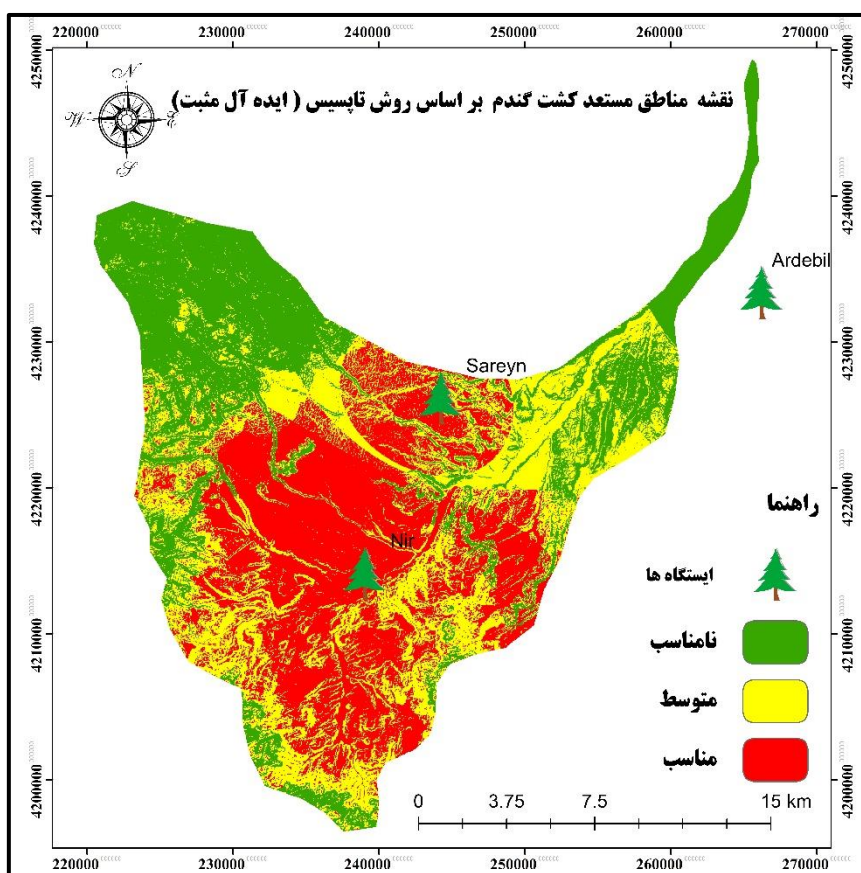 220000 230000 240000 250000 260000 270000
نقشه مناطق مستعد کشت گندم بر اساس روش تاپسیس ( ایده آل مثبت)
N
W E
S
4250000 4250000
4240000 4240000
Ardebil
4230000 4230000
Sareyn
4220000 4220000
راهنما
Nir
ایستگاه ها
نامناسب
4210000 4210000
متوسط
مناسب
4200000 4200000
0 3.75 7.5 15 km
220000 230000 240000 250000 260000 270000